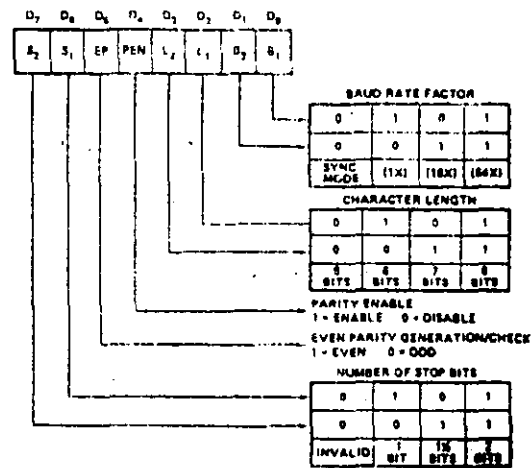 D7 D6 D5 D4 D3 D2 D1 D0
S2 S1 EP PEN L2 L1 B2 B1
BAUD RATE FACTOR
0 1 0 1
0 0 1 1
SYNC MODE (1X) (16X) (64X)
CHARACTER LENGTH
0 1 0 1
0 0 1 1
5 BITS 6 BITS 7 BITS 8 BITS
PARITY ENABLE
1 = ENABLE 0 = DISABLE
EVEN PARITY GENERATION/CHECK
1 = EVEN 0 = ODD
NUMBER OF STOP BITS
0 1 0 1
0 0 1 1
INVALID 1 BIT 1½ BITS 2 BITS